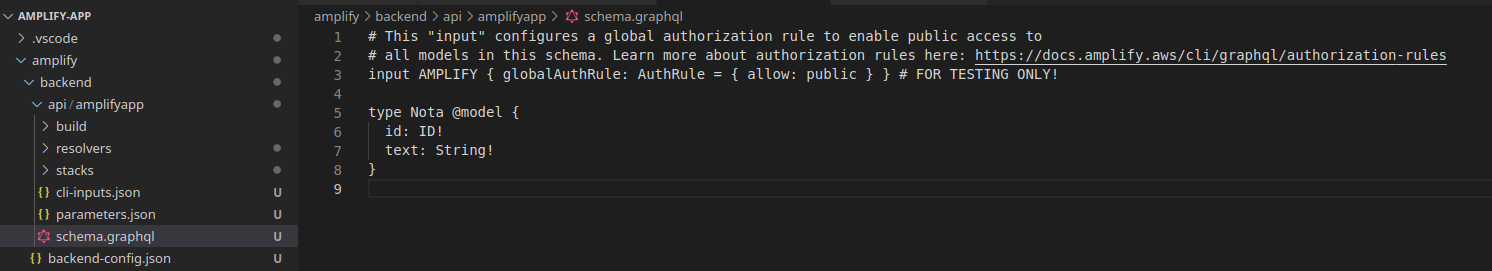 AMPLIFY-APP
.vscode
amplify
backend
api / amplifyapp
build
resolvers
stacks
{} cli-inputs.json U
{} parameters.json U
schema.graphql U
{} backend-config.json
amplify > backend > api > amplifyapp > schema.graphql
1 # This "input" configures a global authorization rule to enable public access to
2 # all models in this schema. Learn more about authorization rules here: https://docs.amplify.aws/cli/graphql/authorization-rules
3 input AMPLIFY { globalAuthRule: AuthRule = { allow: public } } # FOR TESTING ONLY!
4
5 type Nota @model {
6   id: ID!
7   text: String!
8 }
9